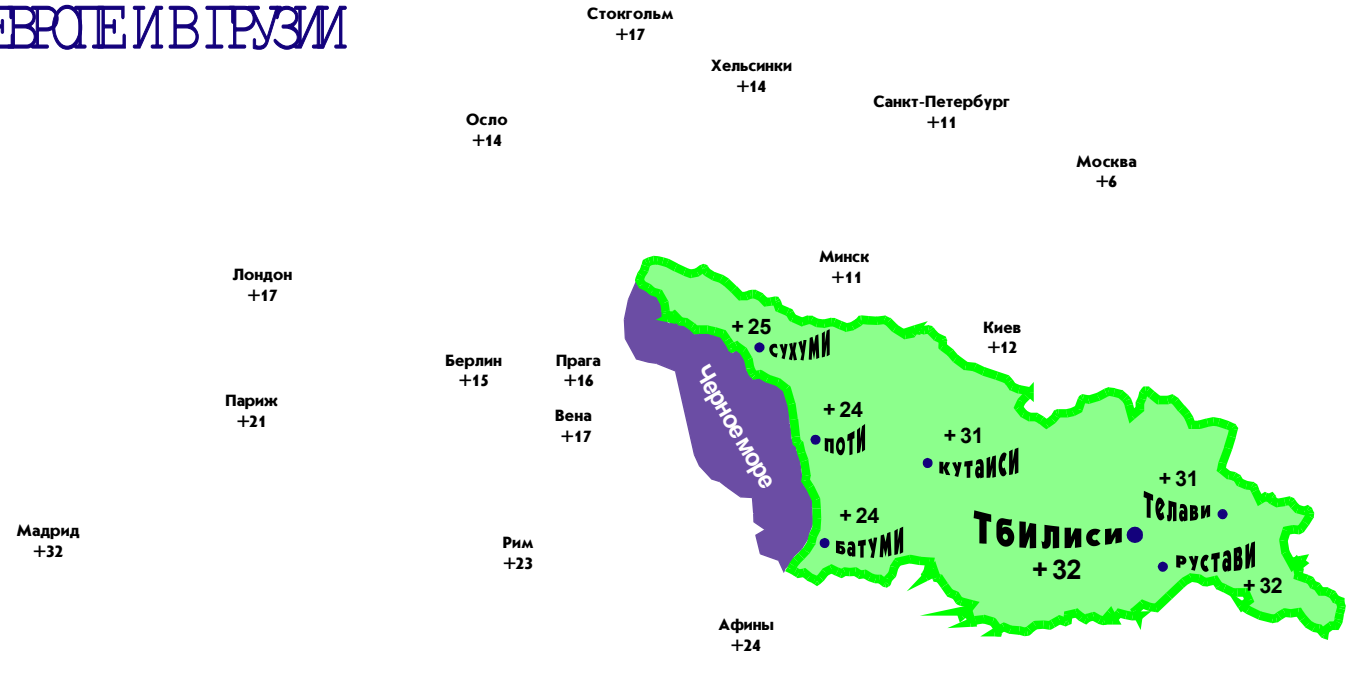 ЕВРОПЕ И В ГРУЗИИ
Стокгольм
+17
Хельсинки
+14
Санкт-Петербург
+11
Осло
+14
Москва
+6
Минск
+11
Лондон
+17
Киев
+12
+ 25
СУХУМИ
Берлин
+15
Прага
+16
Париж
+21
Вена
+17
Черное море
+ 24
ПОТИ
+ 31
КУТАИСИ
+ 31
Телави
+ 24
БАТУМИ
Тбилиси
+ 32
РУСТАВИ
+ 32
Мадрид
+32
Рим
+23
Афины
+24